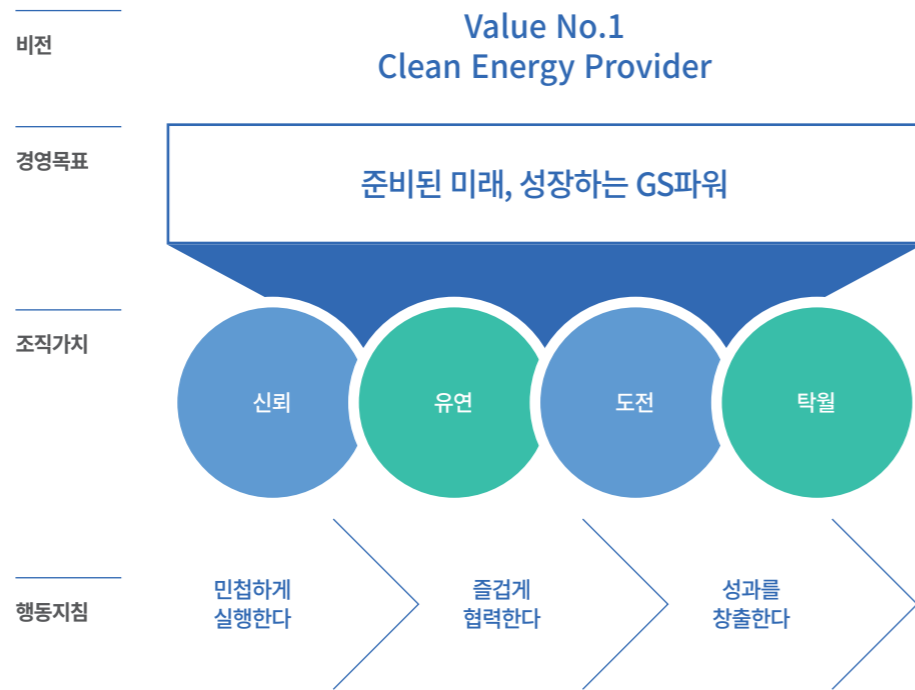 비전
Value No.1
Clean Energy Provider
경영목표
준비된 미래, 성장하는 GS파워
조직가치
신뢰
유연
도전
탁월
행동지침
민첩하게
실행한다
즐겁게
협력한다
성과를
창출한다